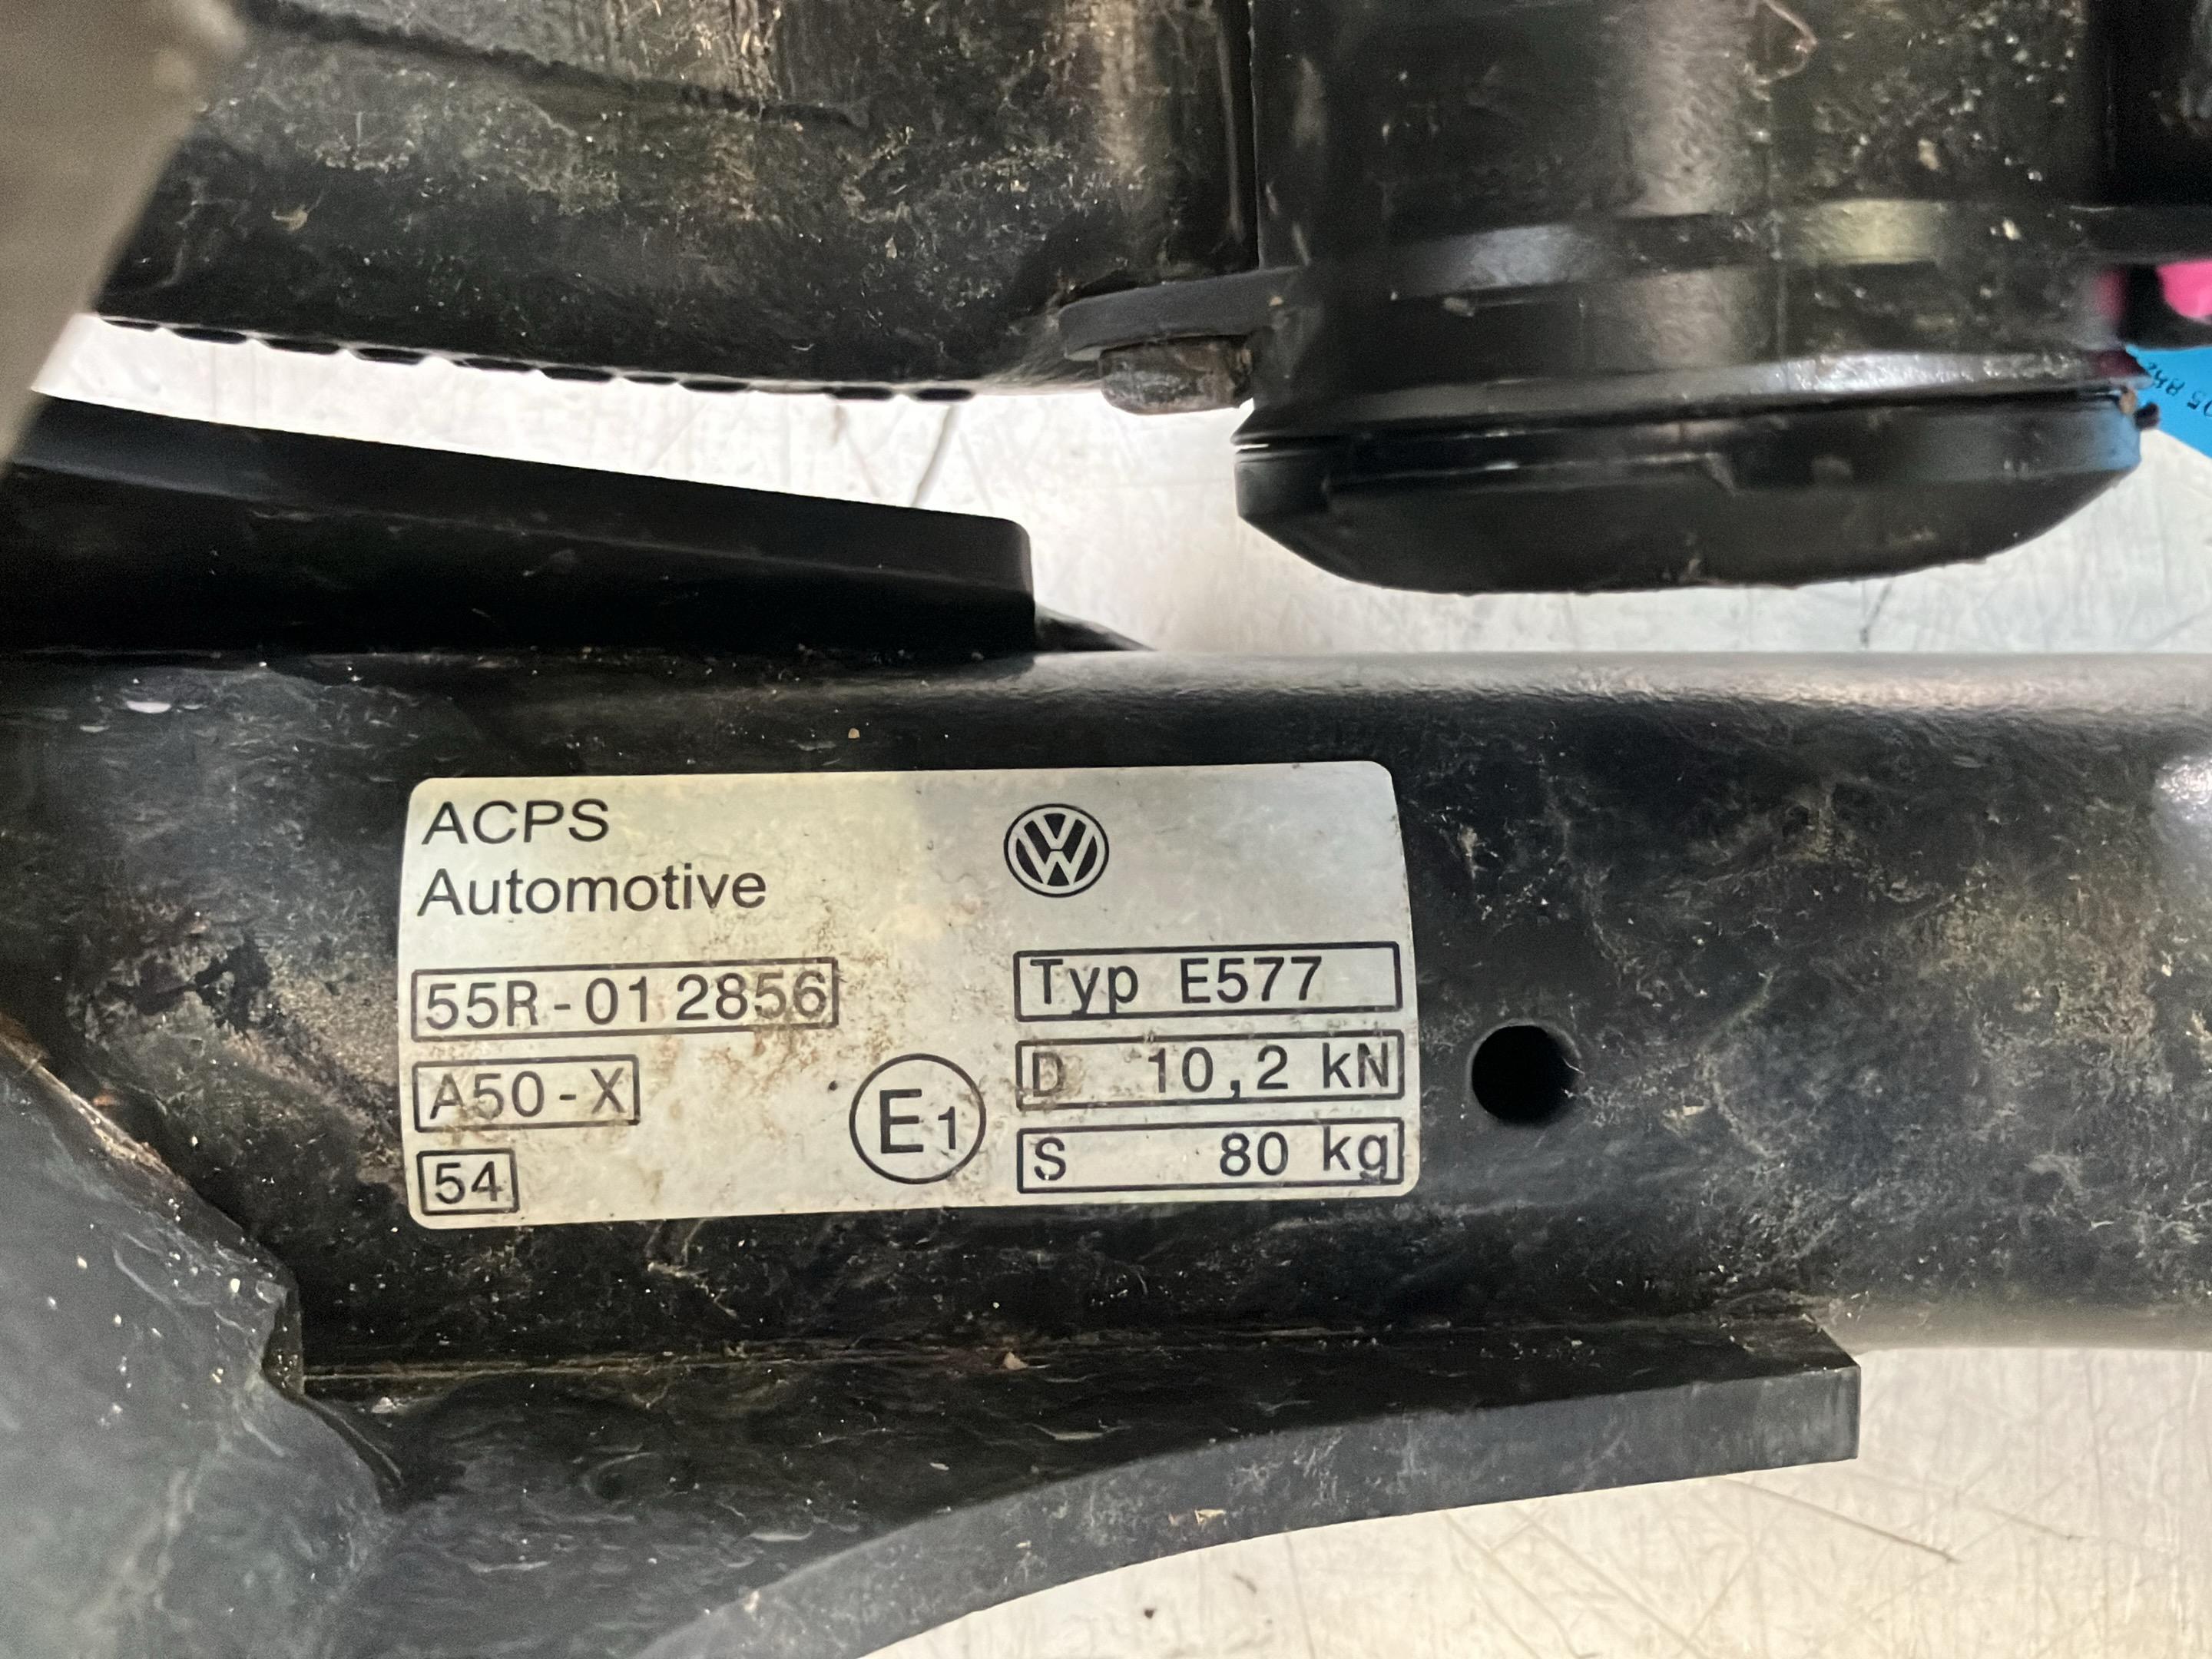 ACPS
Automotive
55R-01 2856
A50-X
54
E1
Typ E577
D 10,2 kN
S 80 kg